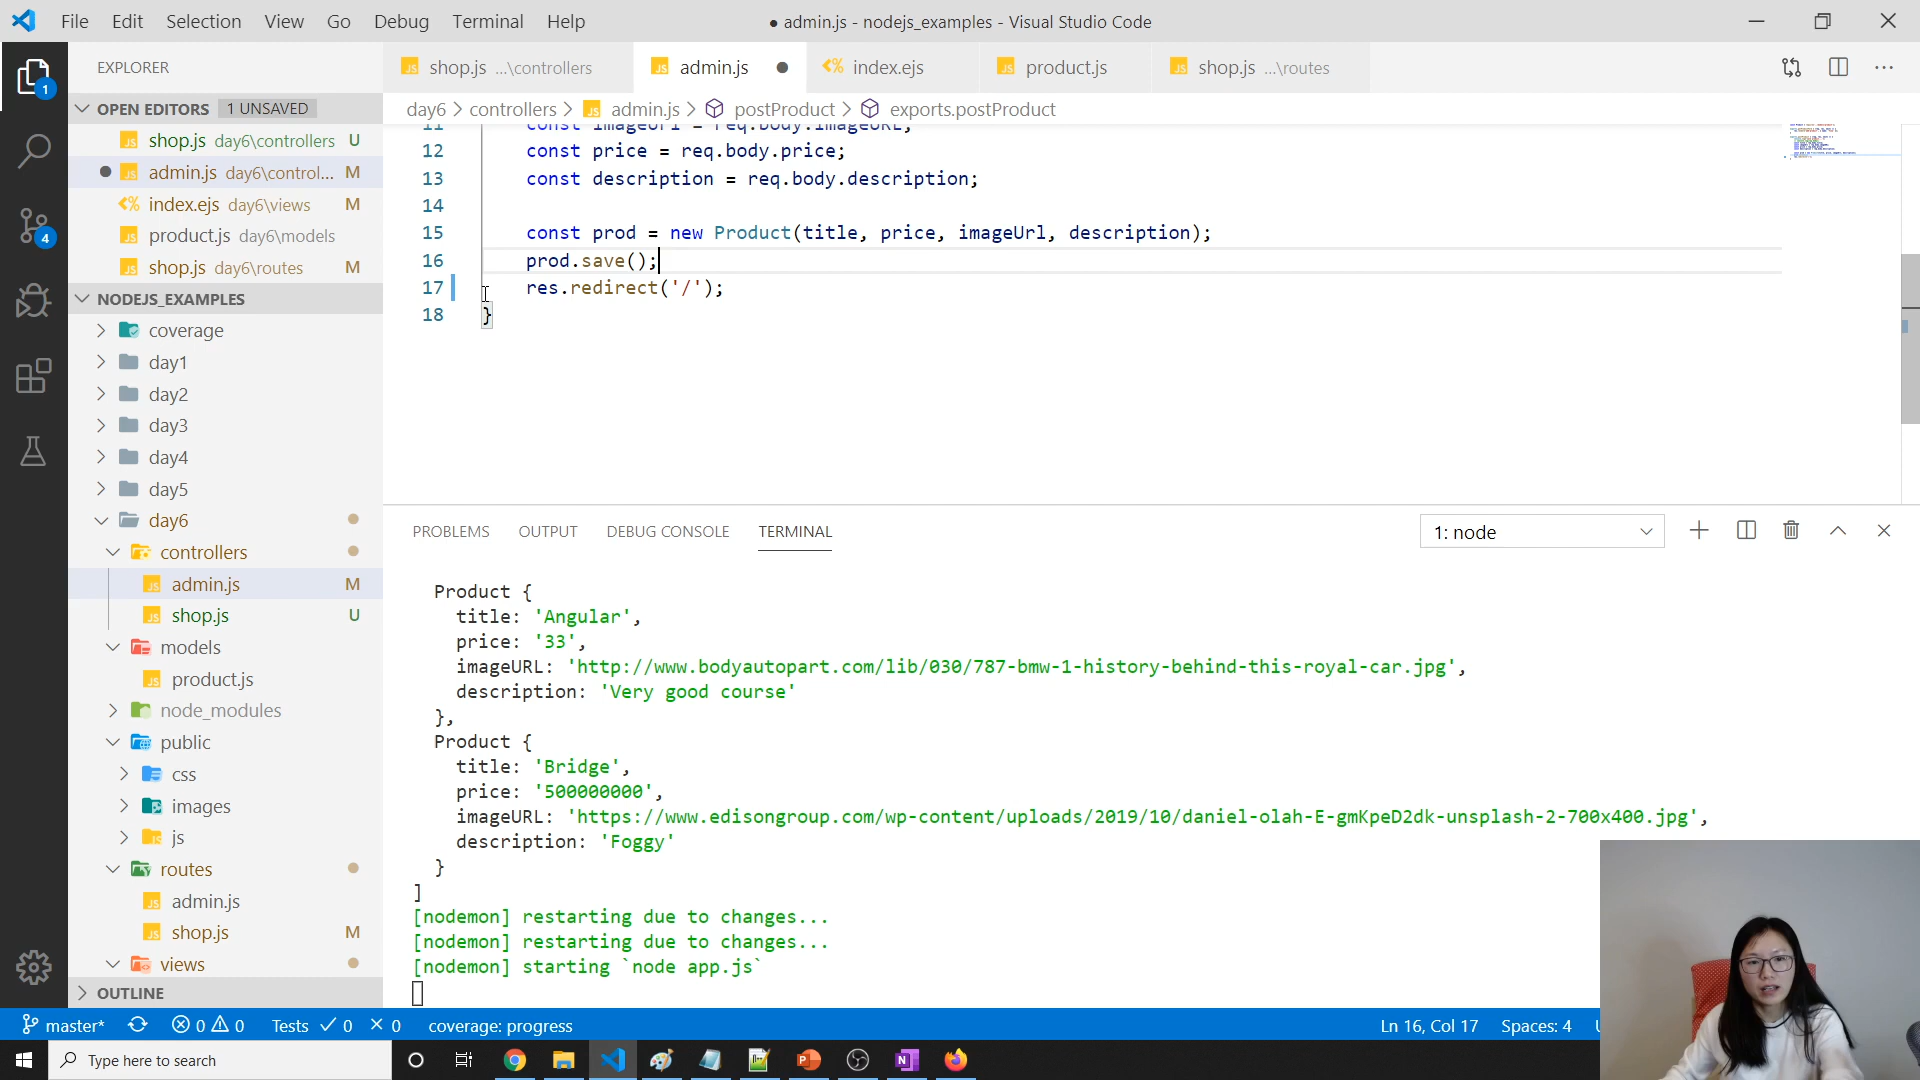 File Edit Selection View Go Debug Terminal Help
● admin.js - nodejs_examples - Visual Studio Code
EXPLORER
OPEN EDITORS 1 UNSAVED
shop.js day6\controllers U
admin.js day6\control... M
index.ejs day6\views M
product.js day6\models
shop.js day6\routes M
NODEJS_EXAMPLES
coverage
day1
day2
day3
day4
day5
day6
controllers
admin.js M
shop.js U
models
product.js
node_modules
public
css
images
js
routes
admin.js
shop.js M
views
OUTLINE
1
4
shop.js ...\controllers
admin.js
index.ejs
product.js
shop.js ...\routes
day6 > controllers > admin.js > postProduct > exports.postProduct
11 const imageUrl = req.body.imageURL;
12 const price = req.body.price;
13 const description = req.body.description;
14
15 const prod = new Product(title, price, imageUrl, description);
16 prod.save();
17 res.redirect('/');
18 }
PROBLEMS OUTPUT DEBUG CONSOLE TERMINAL
1: node
Product {
title: 'Angular',
price: '33',
imageURL: 'http://www.bodyautopart.com/lib/030/787-bmw-1-history-behind-this-royal-car.jpg',
description: 'Very good course'
},
Product {
title: 'Bridge',
price: '500000000',
imageURL: 'https://www.edisongroup.com/wp-content/uploads/2019/10/daniel-olah-E-gmKpeD2dk-unsplash-2-700x400.jpg',
description: 'Foggy'
}
]
[nodemon] restarting due to changes...
[nodemon] restarting due to changes...
[nodemon] starting `node app.js`
master* 0 0 Tests ✓ 0 × 0 coverage: progress
Ln 16, Col 17 Spaces: 4
Type here to search